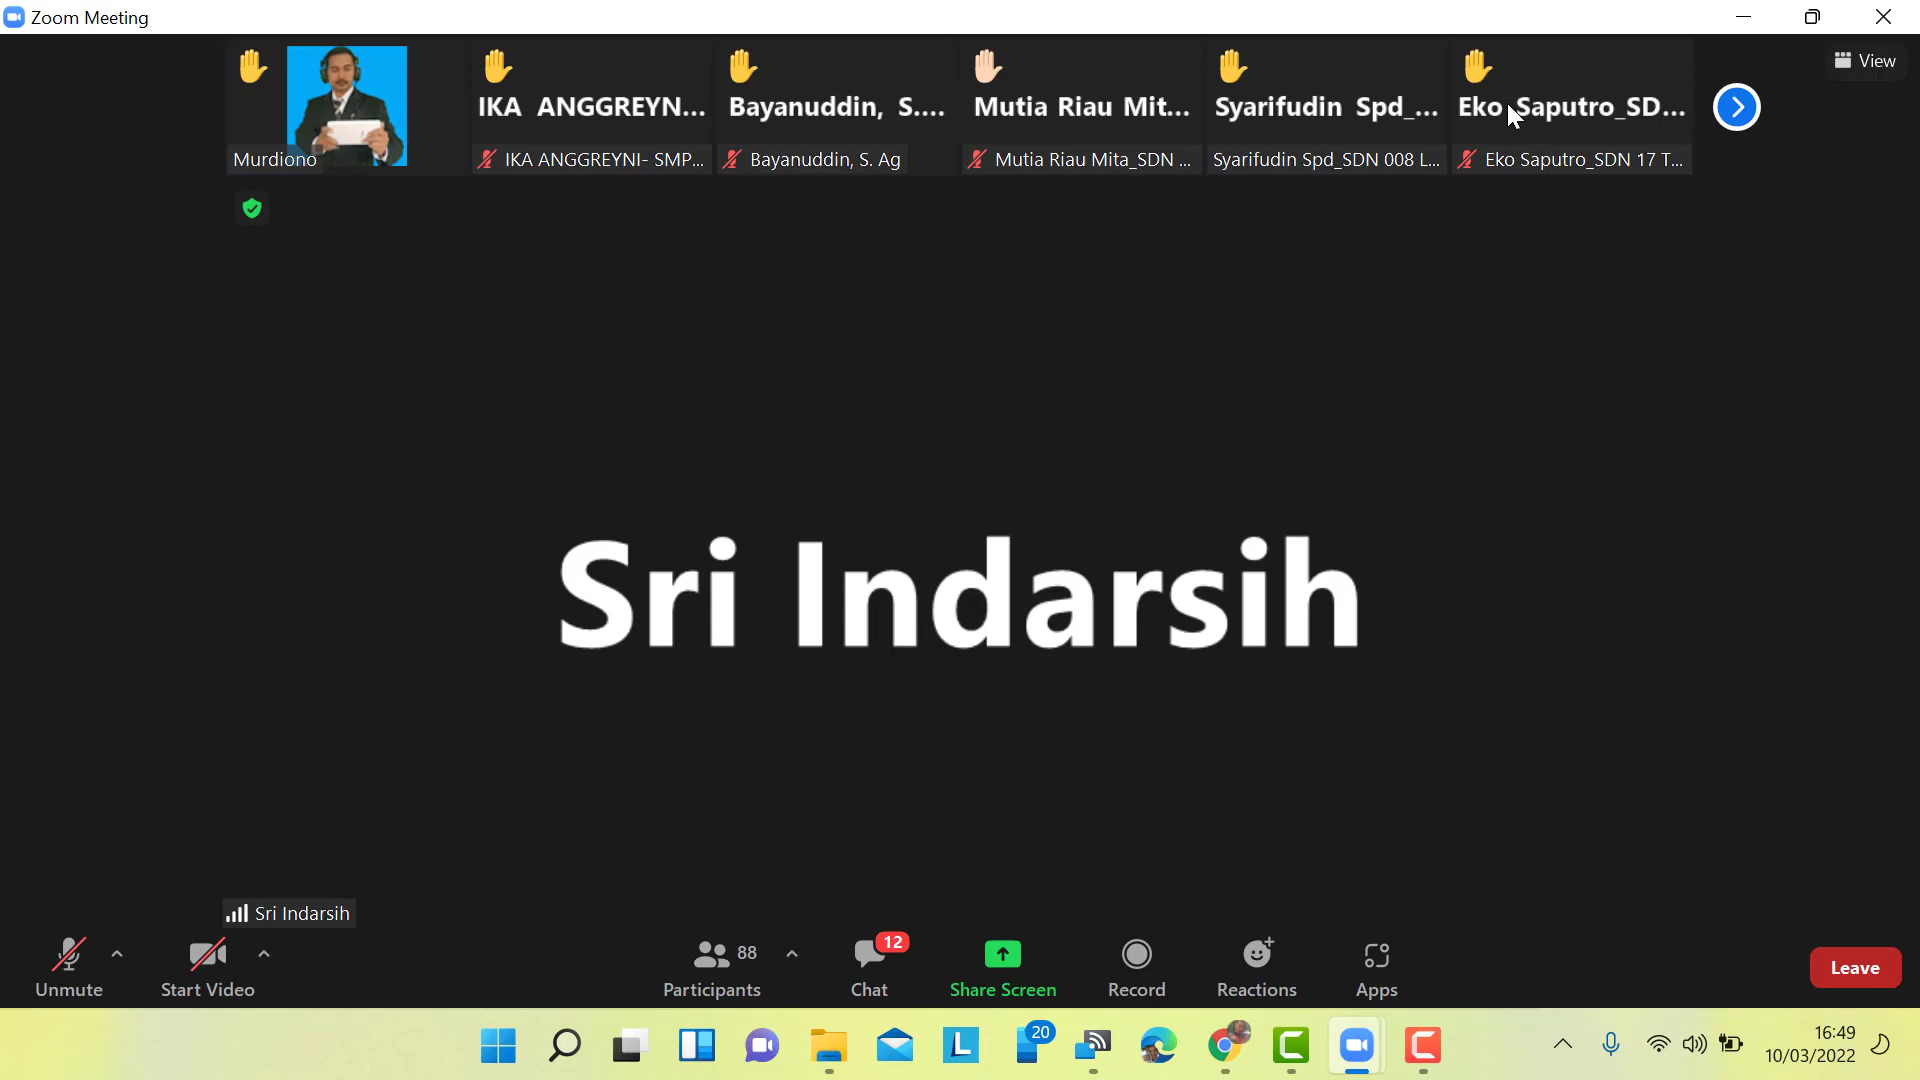 Zoom Meeting
View
IKA ANGGREYN...
Bayanuddin, S....
Mutia Riau Mit...
Syarifudin Spd_...
Eko Saputro_SD...
Murdiono
IKA ANGGREYNI- SMP...
Bayanuddin, S. Ag
Mutia Riau Mita_SDN ...
Syarifudin Spd_SDN 008 L...
Eko Saputro_SDN 17 T...
Sri Indarsih
Sri Indarsih
88
12
Unmute
Start Video
Participants
Chat
Share Screen
Record
Reactions
Apps
Leave
L
20
16:49
10/03/2022